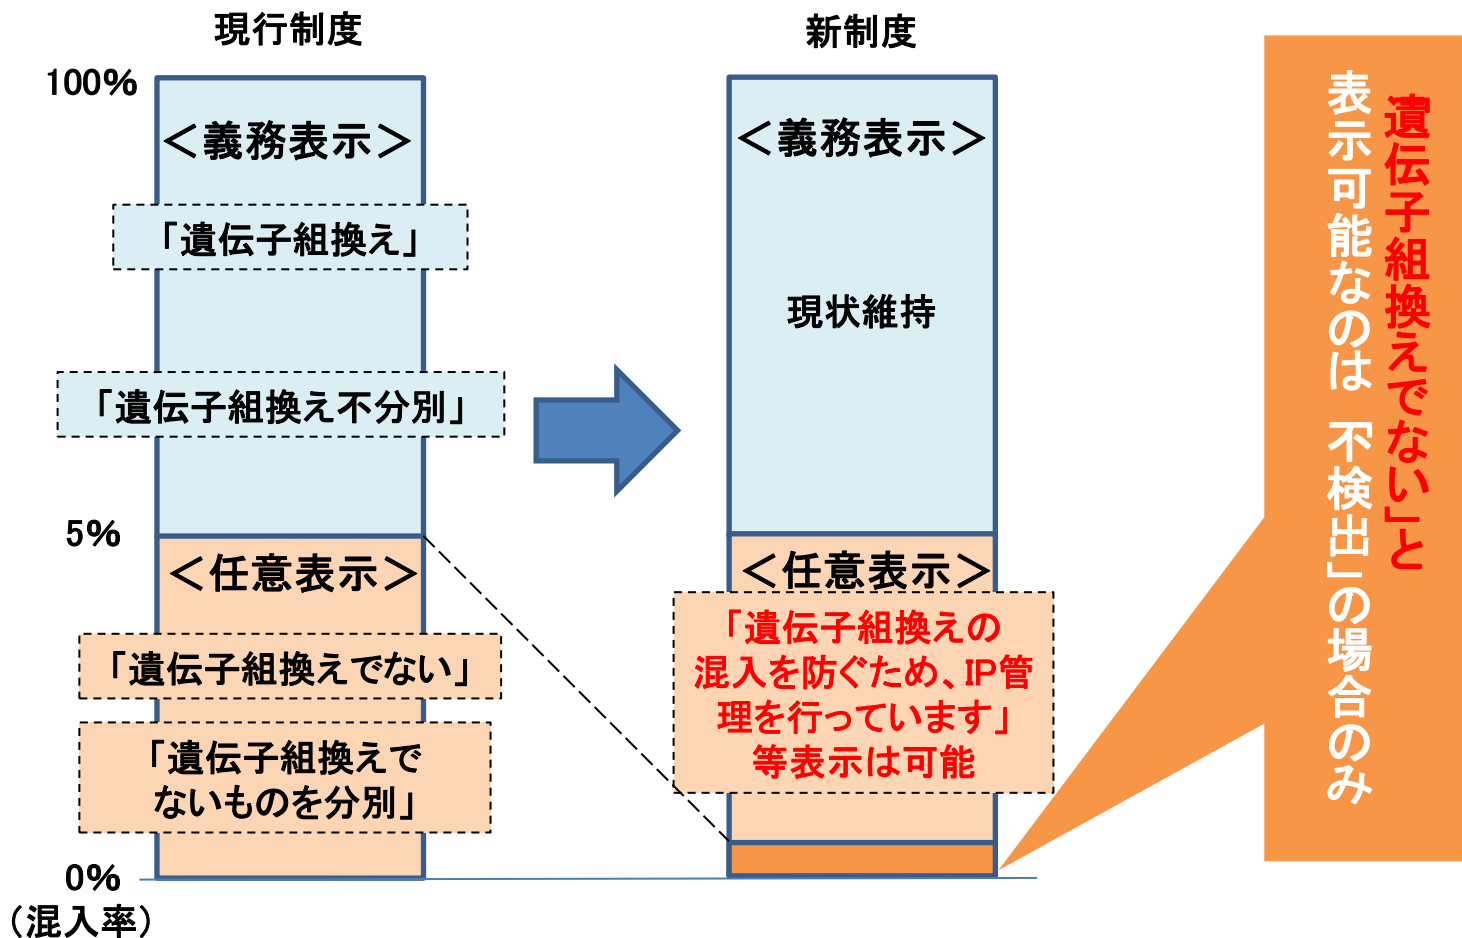 現行制度
新制度
100%
＜義務表示＞
「遺伝子組換え」
「遺伝子組換え不分別」
5%
＜任意表示＞
「遺伝子組換えでない」
「遺伝子組換えで
ないものを分別」
0%
（混入率）
＜義務表示＞
現状維持
＜任意表示＞
「遺伝子組換えの
混入を防ぐため、IP管
理を行っています」
等表示は可能
「遺伝子組換えでない」と
表示可能なのは「不検出」の場合のみ